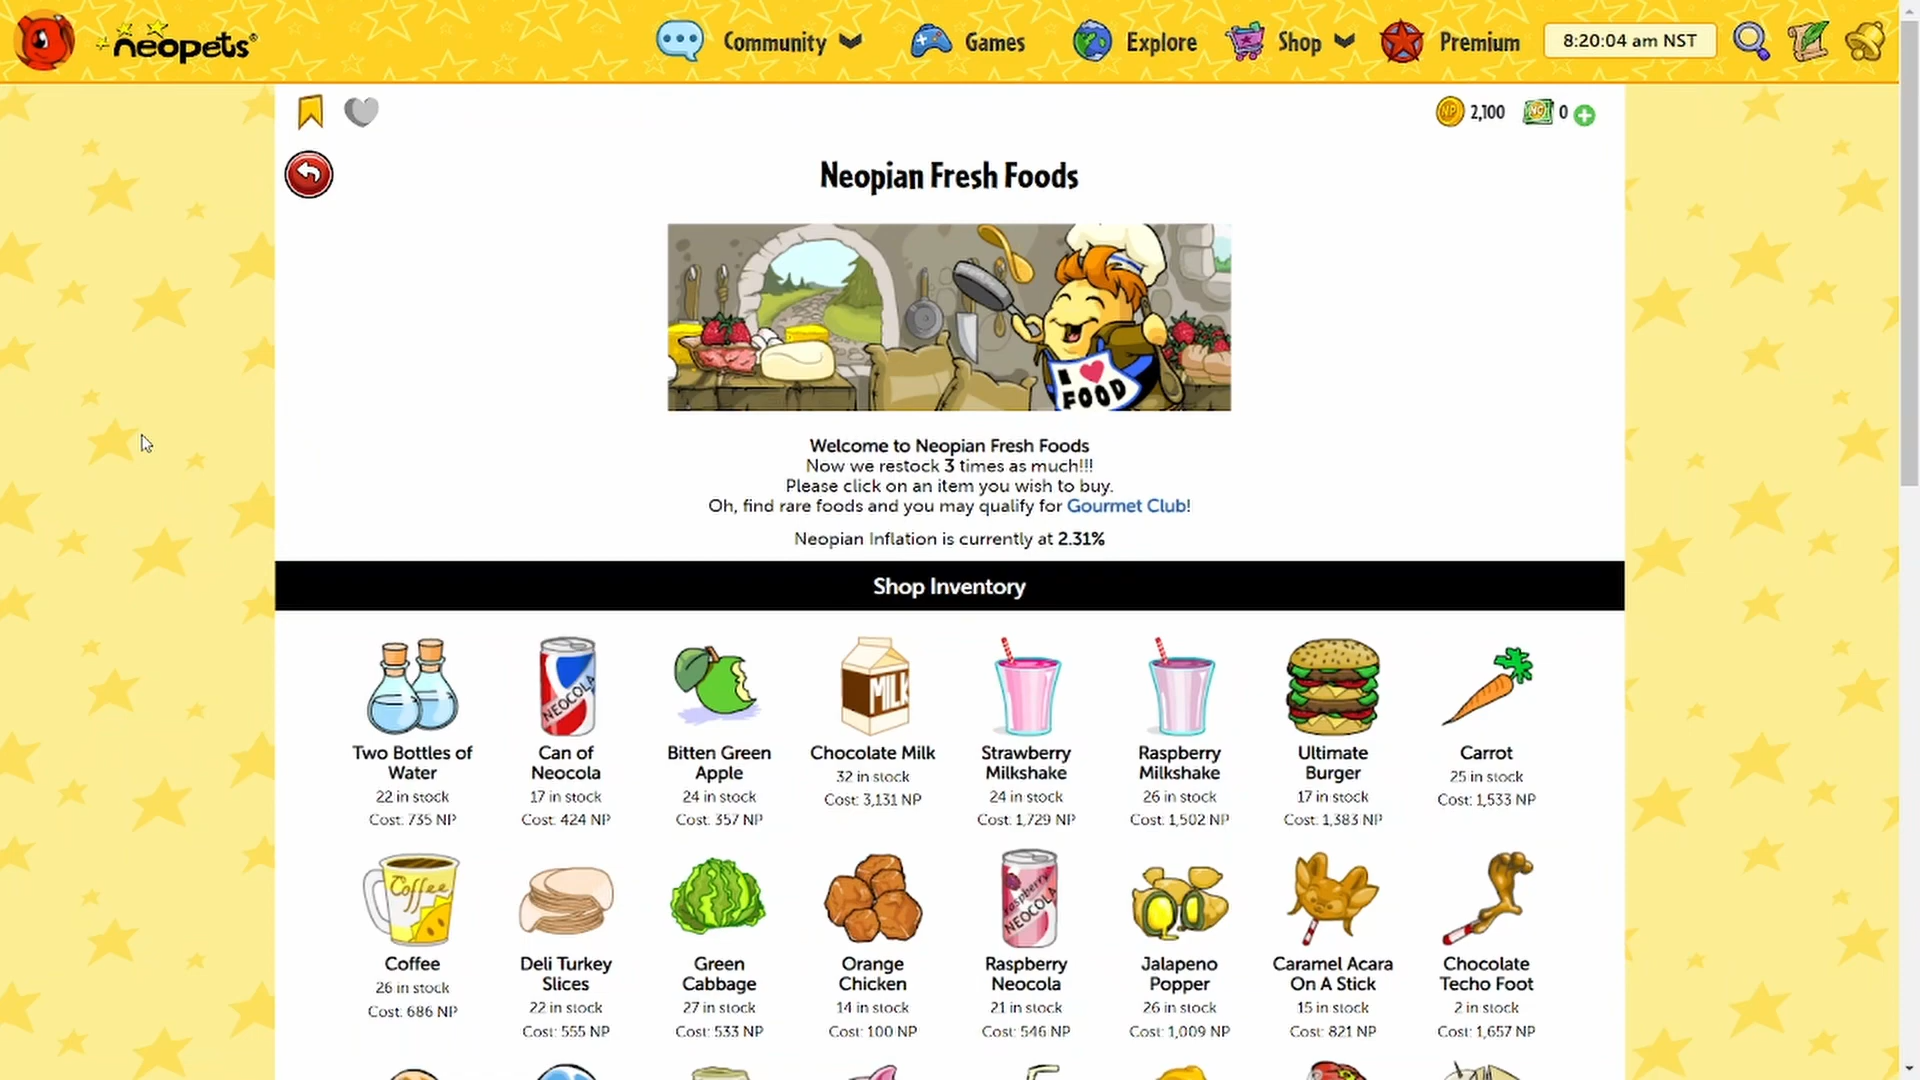 neopets
Community
Games
Explore
Shop
Premium
8:20:04 am NST
NP 2,100
0
Neopian Fresh Foods
I
FOOD
Welcome to Neopian Fresh Foods
Now we restock 3 times as much!!!
Please click on an item you wish to buy.
Oh, find rare foods and you may qualify for Gourmet Club!
Neopian Inflation is currently at 2.31%
Shop Inventory
NEOCOLA
MILK
Two Bottles of
Water
22 in stock
Cost: 735 NP
Can of
Neocola
17 in stock
Cost: 424 NP
Bitten Green
Apple
24 in stock
Cost: 357 NP
Chocolate Milk
32 in stock
Cost: 3,131 NP
Strawberry
Milkshake
24 in stock
Cost: 1,729 NP
Raspberry
Milkshake
26 in stock
Cost: 1,502 NP
Ultimate
Burger
17 in stock
Cost: 1,383 NP
Carrot
25 in stock
Cost: 1,533 NP
Coffee
Raspberry
NEOCOLA
Coffee
26 in stock
Cost: 686 NP
Deli Turkey
Slices
22 in stock
Cost: 555 NP
Green
Cabbage
27 in stock
Cost: 533 NP
Orange
Chicken
14 in stock
Cost: 100 NP
Raspberry
Neocola
21 in stock
Cost: 546 NP
Jalapeno
Popper
26 in stock
Cost: 1,009 NP
Caramel Acara
On A Stick
15 in stock
Cost: 821 NP
Chocolate
Techo Foot
2 in stock
Cost: 1,657 NP